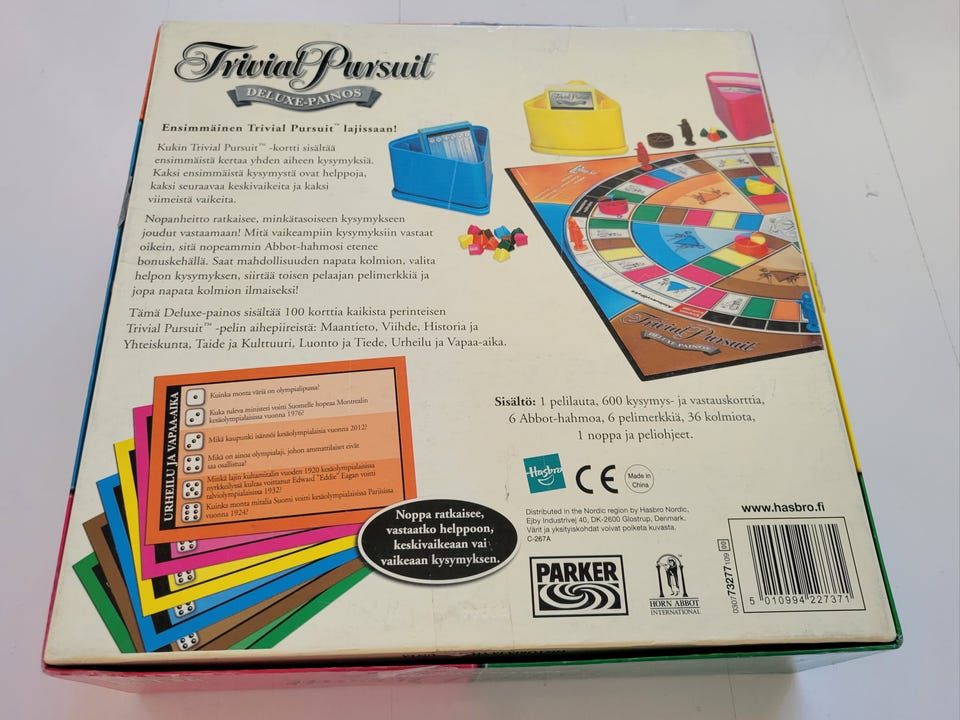 Trivial Pursuit
DELUXE-PAINOS
Ensimmäinen Trivial Pursuit™ lajissaan!
Kukin Trivial Pursuit™ -kortti sisältää
ensimmäistä kertaa yhden aiheen kysymyksiä.
Kaksi ensimmäistä kysymystä ovat helppoja,
kaksi seuraavaa keskivaikeita ja kaksi
viimeistä vaikeita.
Nopanheitto ratkaisee, minkätasoiseen kysymykseen
joudut vastaamaan! Mitä vaikeampiin kysymyksiin vastaat
oikein, sitä nopeammin Abbot-hahmosi etenee
bonuskehällä. Saat mahdollisuuden napata kolmion, valita
helpon kysymyksen, siirtää toisen pelaajan pelimerkkiä ja
jopa napata kolmion ilmaiseksi!
Tämä Deluxe-painos sisältää 100 korttia kaikista perinteisen
Trivial Pursuit™ -pelin aihepiireistä: Maantieto, Viihde, Historia ja
Yhteiskunta, Taide ja Kulttuuri, Luonto ja Tiede, Urheilu ja Vapaa-aika.
Trivial Pursuit
DELUXE-PAINOS
URHEILU JA VAPAA-AIKA
Kuinka monta väriä on olympialipussa?
Kuka tuleva ministeri voitti Suomelle hopeaa Montrealin
kesäolympialaisissa vuonna 1976?
Mikä kaupunki isännöi kesäolympialaisia vuonna 2012?
Mikä on ainoa olympialaji, johon ammattilaiset eivät
saa osallistua?
Minkä lajin kultamitalin vuoden 1920 kesäolympialaisissa
nyrkkeilyssä kultaa voittanut Edward "Eddie" Eagan voitti
talviolympialaisissa 1932?
Kuinka monta mitalia Suomi voitti kesäolympialaisissa Pariisissa
vuonna 1924?
Noppa ratkaisee,
vastaatko helppoon,
keskivaikeaan vai
vaikeaan kysymyksen.
Sisältö: 1 pelilauta, 600 kysymys- ja vastauskorttia,
6 Abbot-hahmoa, 6 pelimerkkiä, 36 kolmiota,
1 noppa ja peliohjeet.
Hasbro
CE
Made in
China
Distributed in the Nordic region by Hasbro Nordic,
Ejby Industrivej 40, DK-2600 Glostrup, Denmark.
Värit ja yksityiskohdat voivat poiketa kuvasta.
C-267A
PARKER
HORN ABBOT
INTERNATIONAL
www.hasbro.fi
030773277109 00
5 010994 227371